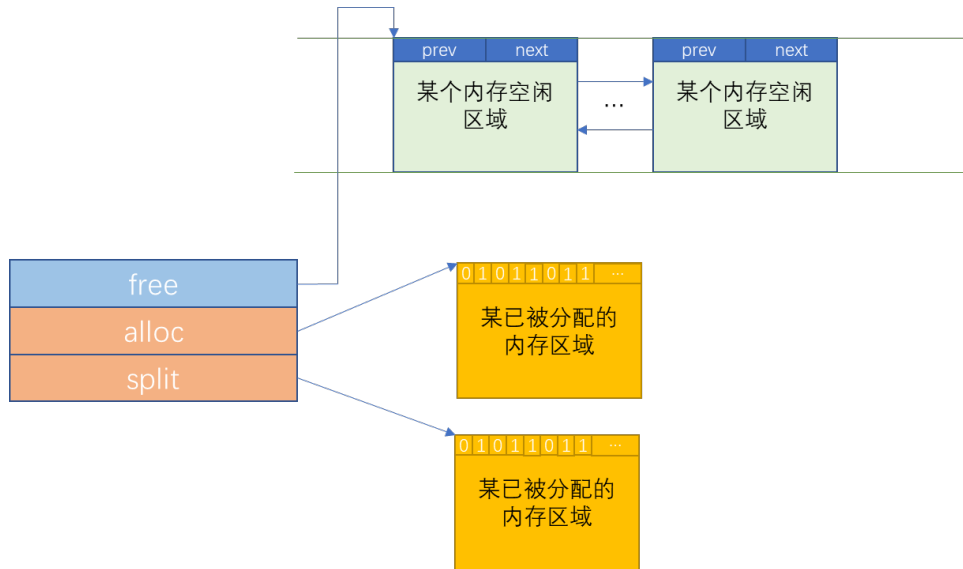 prev next prev next
某个内存空闲
区域
...
某个内存空闲
区域
free
alloc
split
0 1 0 1 1 0 1 1 ...
某已被分配的
内存区域
0 1 0 1 1 0 1 1 ...
某已被分配的
内存区域